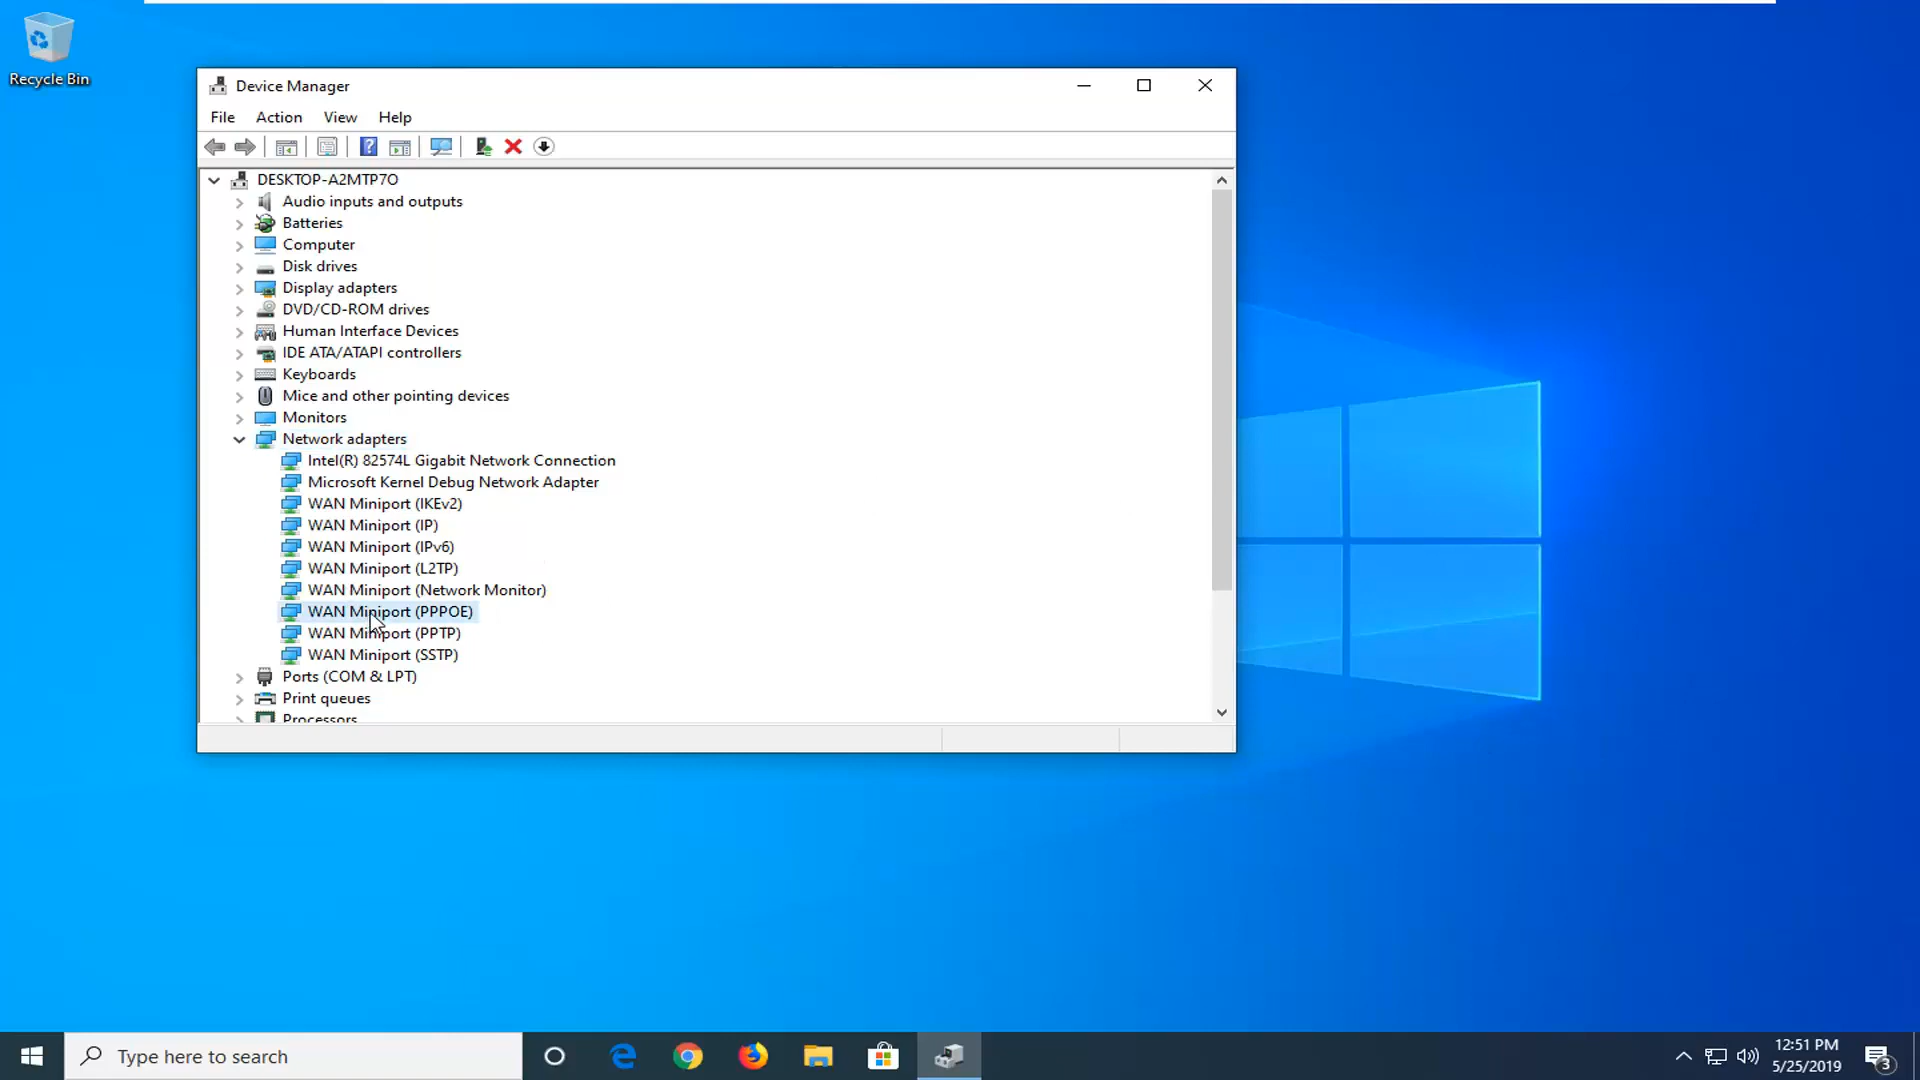 Recycle Bin
Device Manager
File Action View Help
DESKTOP-A2MTP7O
Audio inputs and outputs
Batteries
Computer
Disk drives
Display adapters
DVD/CD-ROM drives
Human Interface Devices
IDE ATA/ATAPI controllers
Keyboards
Mice and other pointing devices
Monitors
Network adapters
Intel(R) 82574L Gigabit Network Connection
Microsoft Kernel Debug Network Adapter
WAN Miniport (IKEv2)
WAN Miniport (IP)
WAN Miniport (IPv6)
WAN Miniport (L2TP)
WAN Miniport (Network Monitor)
WAN Miniport (PPPOE)
WAN Miniport (PPTP)
WAN Miniport (SSTP)
Ports (COM & LPT)
Print queues
Processors
Type here to search
12:51 PM
5/25/2019
3